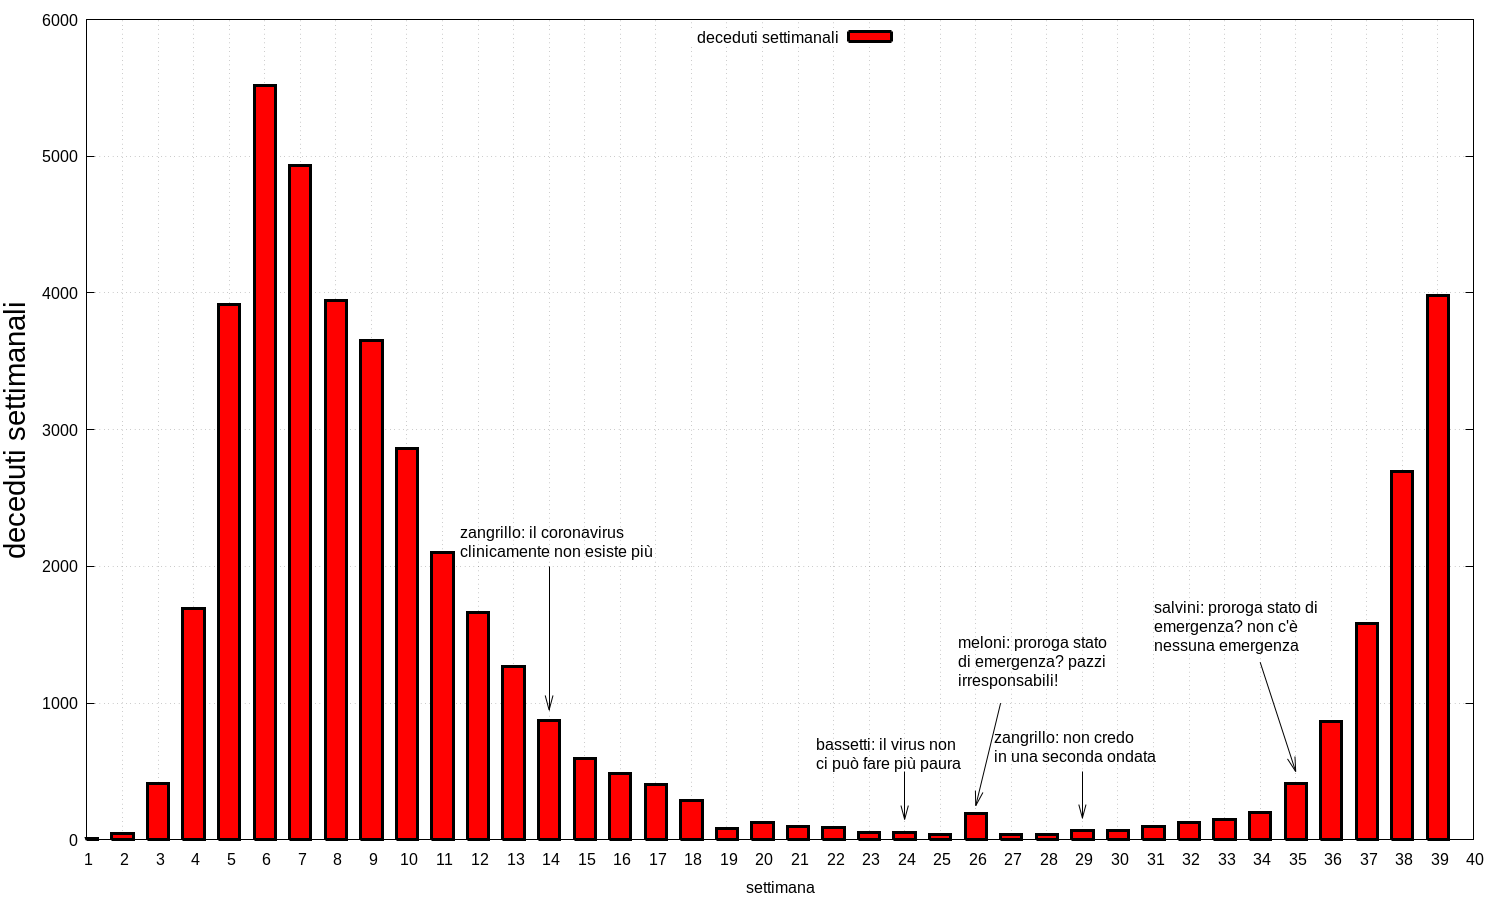 6000
deceduti settimanali
5000
4000
3000
2000
1000
0
deceduti settimanali
zangrillo: il coronavirus
clinicamente non esiste più
bassetti: il virus non
ci può fare più paura
meloni: proroga stato
di emergenza? pazzi
irresponsabili!
zangrillo: non credo
in una seconda ondata
salvini: proroga stato di
emergenza? non c'è
nessuna emergenza
1 2 3 4 5 6 7 8 9 10 11 12 13 14 15 16 17 18 19 20 21 22 23 24 25 26 27 28 29 30 31 32 33 34 35 36 37 38 39 40
settimana